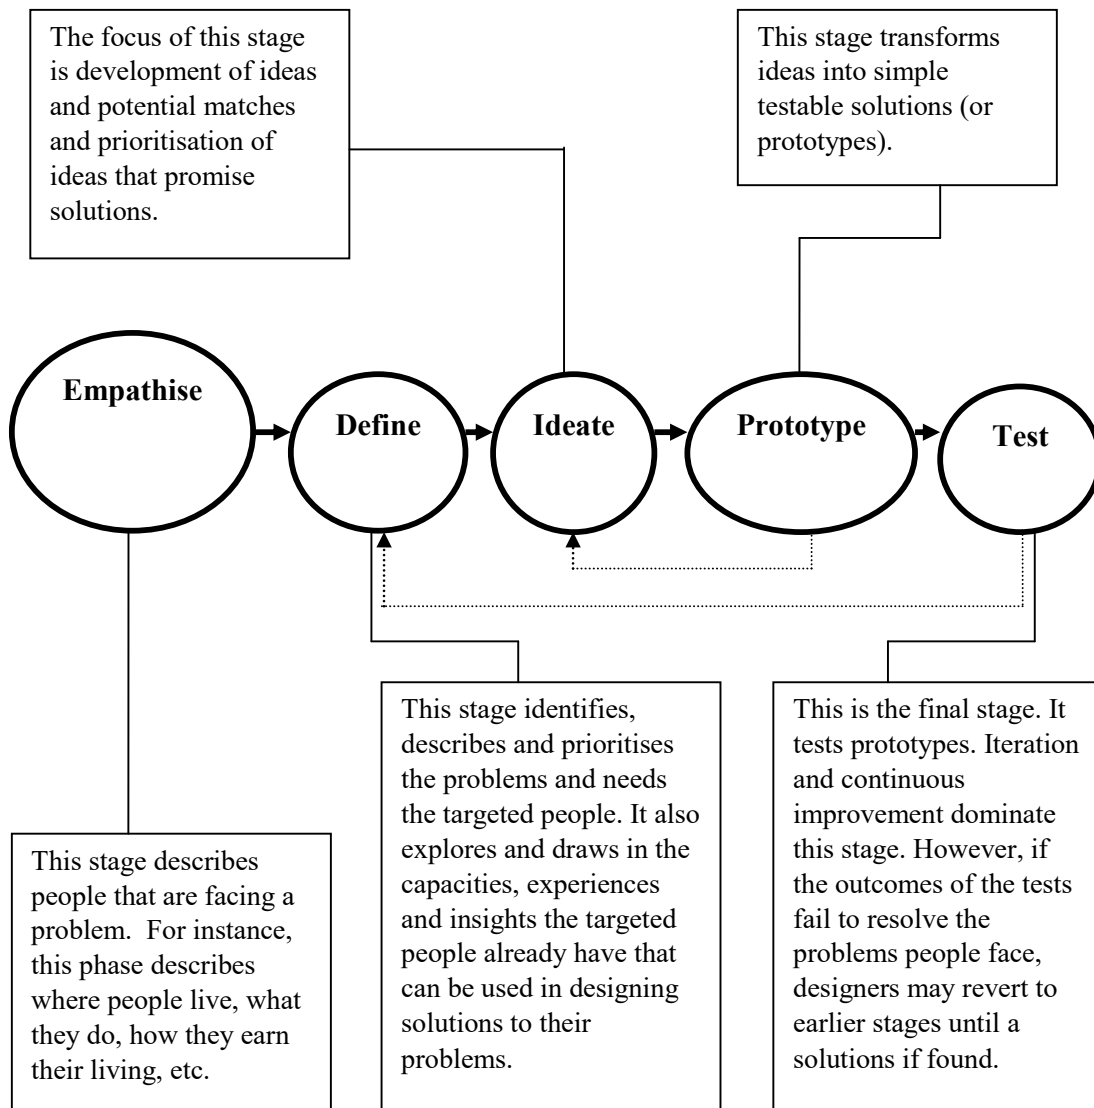 The focus of this stage
is development of ideas
and potential matches
and prioritisation of
ideas that promise
solutions.
This stage transforms
ideas into simple
testable solutions (or
prototypes).
Empathise
Define
Ideate
Prototype
Test
This stage describes
people that are facing a
problem.  For instance,
this phase describes
where people live, what
they do, how they earn
their living, etc.
This stage identifies,
describes and prioritises
the problems and needs
the targeted people. It also
explores and draws in the
capacities, experiences
and insights the targeted
people already have that
can be used in designing
solutions to their
problems.
This is the final stage. It
tests prototypes. Iteration
and continuous
improvement dominate
this stage. However, if
the outcomes of the tests
fail to resolve the
problems people face,
designers may revert to
earlier stages until a
solutions if found.